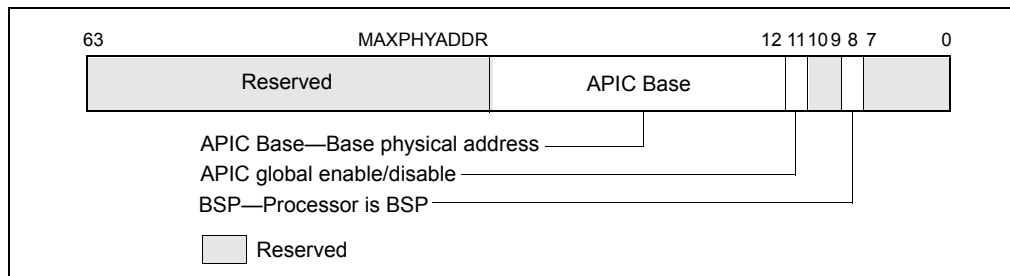 63 MAXPHYADDR 12 11 10 9 8 7 0
Reserved APIC Base
APIC Base—Base physical address
APIC global enable/disable
BSP—Processor is BSP
Reserved